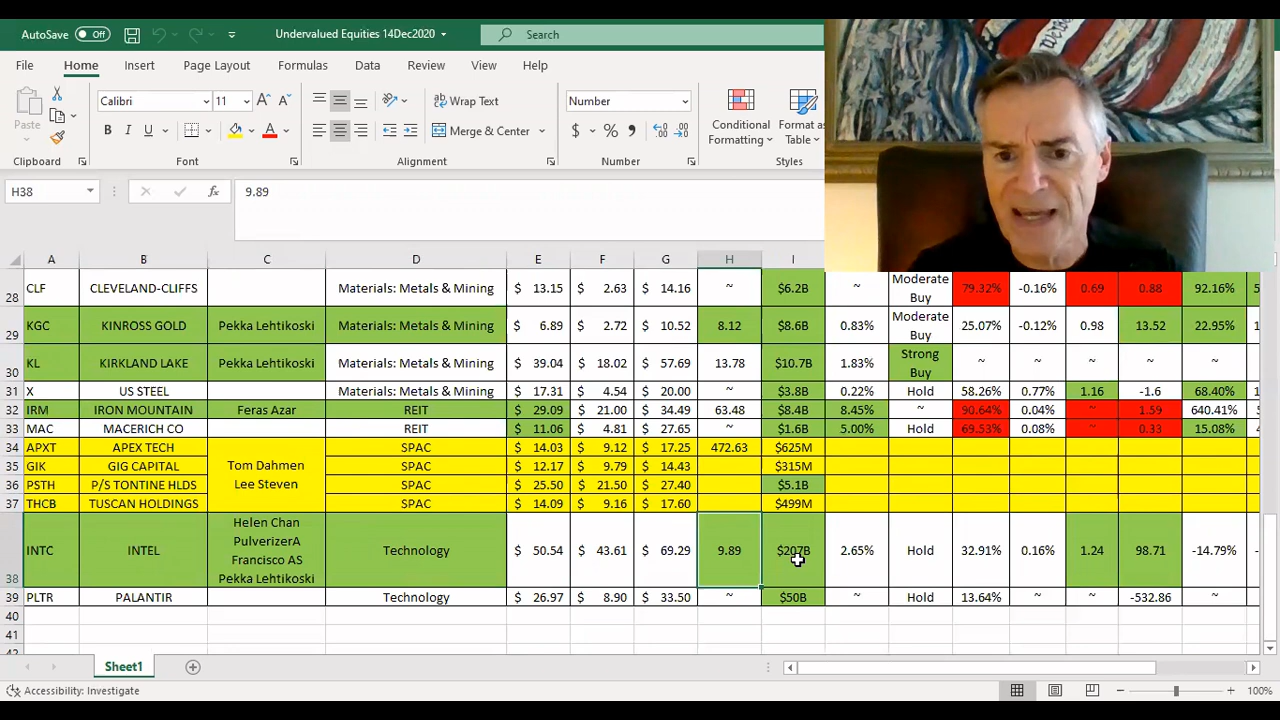 AutoSave Off Undervalued Equities 14Dec2020 Search
File Home Insert Page Layout Formulas Data Review View Help
Paste Calibri 11 A A Wrap Text Number Conditional Formatting Format as Table
B I U A Merge & Center $ % 9
Clipboard Font Alignment Number Styles
H38 fx 9.89
A B C D E F G H I
28 CLF CLEVELAND-CLIFFS Materials: Metals & Mining $ 13.15 $ 2.63 $ 14.16 ~ $6.2B ~ Moderate Buy 79.32% -0.16% 0.69 0.88 92.16% 5
29 KGC KINROSS GOLD Pekka Lehtikoski Materials: Metals & Mining $ 6.89 $ 2.72 $ 10.52 8.12 $8.6B 0.83% Moderate Buy 25.07% -0.12% 0.98 13.52 22.95% 1
30 KL KIRKLAND LAKE Pekka Lehtikoski Materials: Metals & Mining $ 39.04 $ 18.02 $ 57.69 13.78 $10.7B 1.83% Strong Buy ~ ~ ~ ~ ~
31 X US STEEL Materials: Metals & Mining $ 17.31 $ 4.54 $ 20.00 ~ $3.8B 0.22% Hold 58.26% 0.77% 1.16 -1.6 68.40%
32 IRM IRON MOUNTAIN Feras Azar REIT $ 29.09 $ 21.00 $ 34.49 63.48 $8.4B 8.45% ~ 90.64% 0.04% ~ 1.59 640.41%
33 MAC MACERICH CO REIT $ 11.06 $ 4.81 $ 27.65 ~ $1.6B 5.00% Hold 69.53% 0.08% ~ 0.33 15.08%
34 APXT APEX TECH Tom Dahmen Lee Steven SPAC $ 14.03 $ 9.12 $ 17.25 472.63 $625M
35 GIK GIG CAPITAL SPAC $ 12.17 $ 9.79 $ 14.43 $315M
36 PSTH P/S TONTINE HLDS SPAC $ 25.50 $ 21.50 $ 27.40 $5.1B
37 THCB TUSCAN HOLDINGS SPAC $ 14.09 $ 9.16 $ 17.60 $499M
38 INTC INTEL Helen Chan PulverizerA Francisco AS Pekka Lehtikoski Technology $ 50.54 $ 43.61 $ 69.29 9.89 $207B 2.65% Hold 32.91% 0.16% 1.24 98.71 -14.79% -
39 PLTR PALANTIR Technology $ 26.97 $ 8.90 $ 33.50 ~ $50B ~ Hold 13.64% ~ ~ -532.86 ~
40
41
42
Sheet1
Accessibility: Investigate 100%